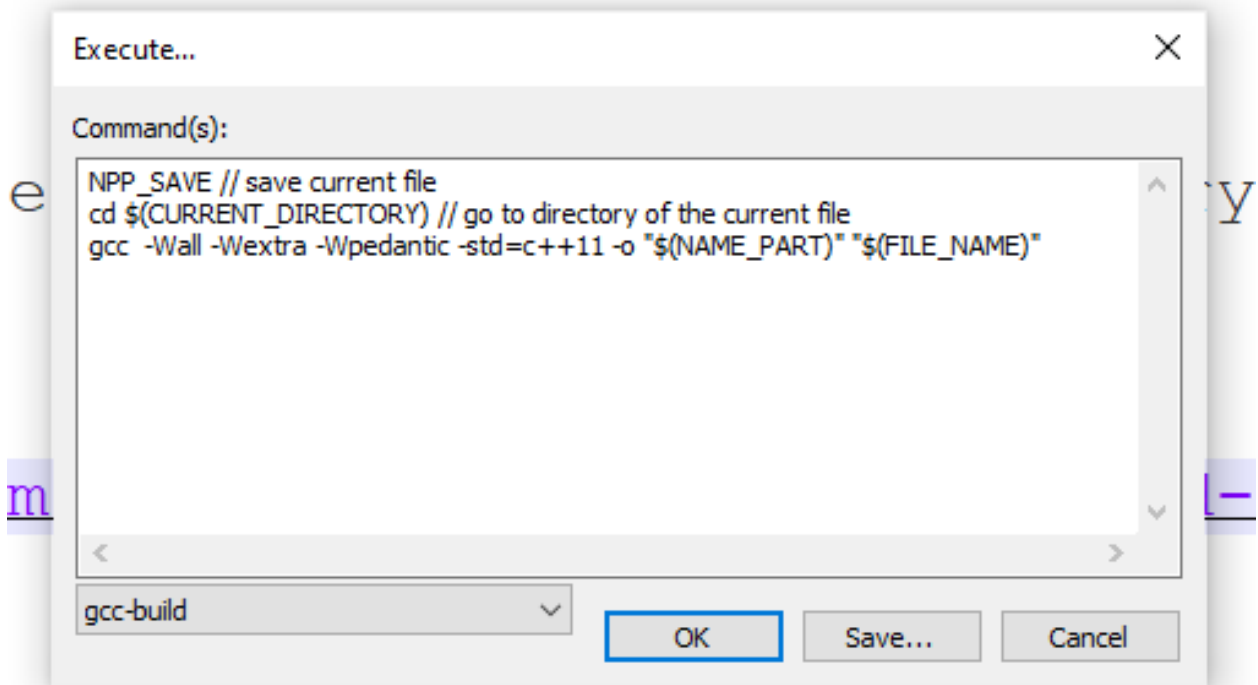 Execute...
Command(s):
NPP_SAVE // save current file
cd $(CURRENT_DIRECTORY) // go to directory of the current file
gcc  -Wall -Wextra -Wpedantic -std=c++11 -o "$(NAME_PART)" "$(FILE_NAME)"
gcc-build
OK
Save...
Cancel